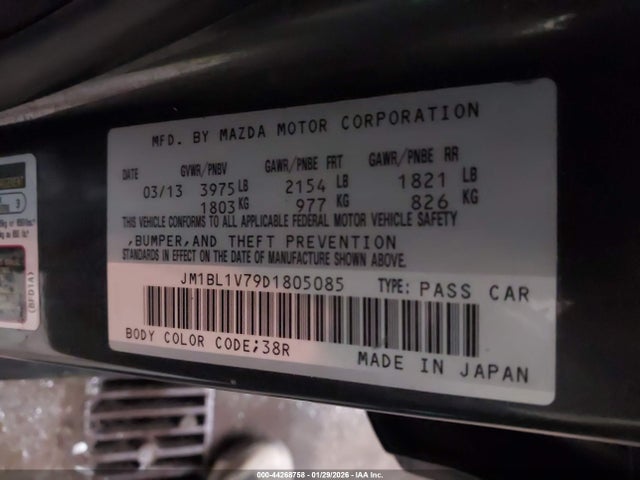 MFD. BY MAZDA MOTOR CORPORATION
DATE GVWR/PNBV GAWR/PNBE FRT GAWR/PNBE RR
03/13 3975 LB 2154 LB 1821 LB
1803 KG 977 KG 826 KG
THIS VEHICLE CONFORMS TO ALL APPLICABLE FEDERAL MOTOR VEHICLE SAFETY
,BUMPER,AND THEFT PREVENTION
STANDARDS IN EFFECT ON THE DATE OF MANUFACTURE SHOWN ABOVE.
JM1BL1V79D1805085 TYPE: PASS CAR
BODY COLOR CODE;38R
MADE IN JAPAN
(BFD1A)
000-44268758 - 01/29/2026 - IAA Inc.